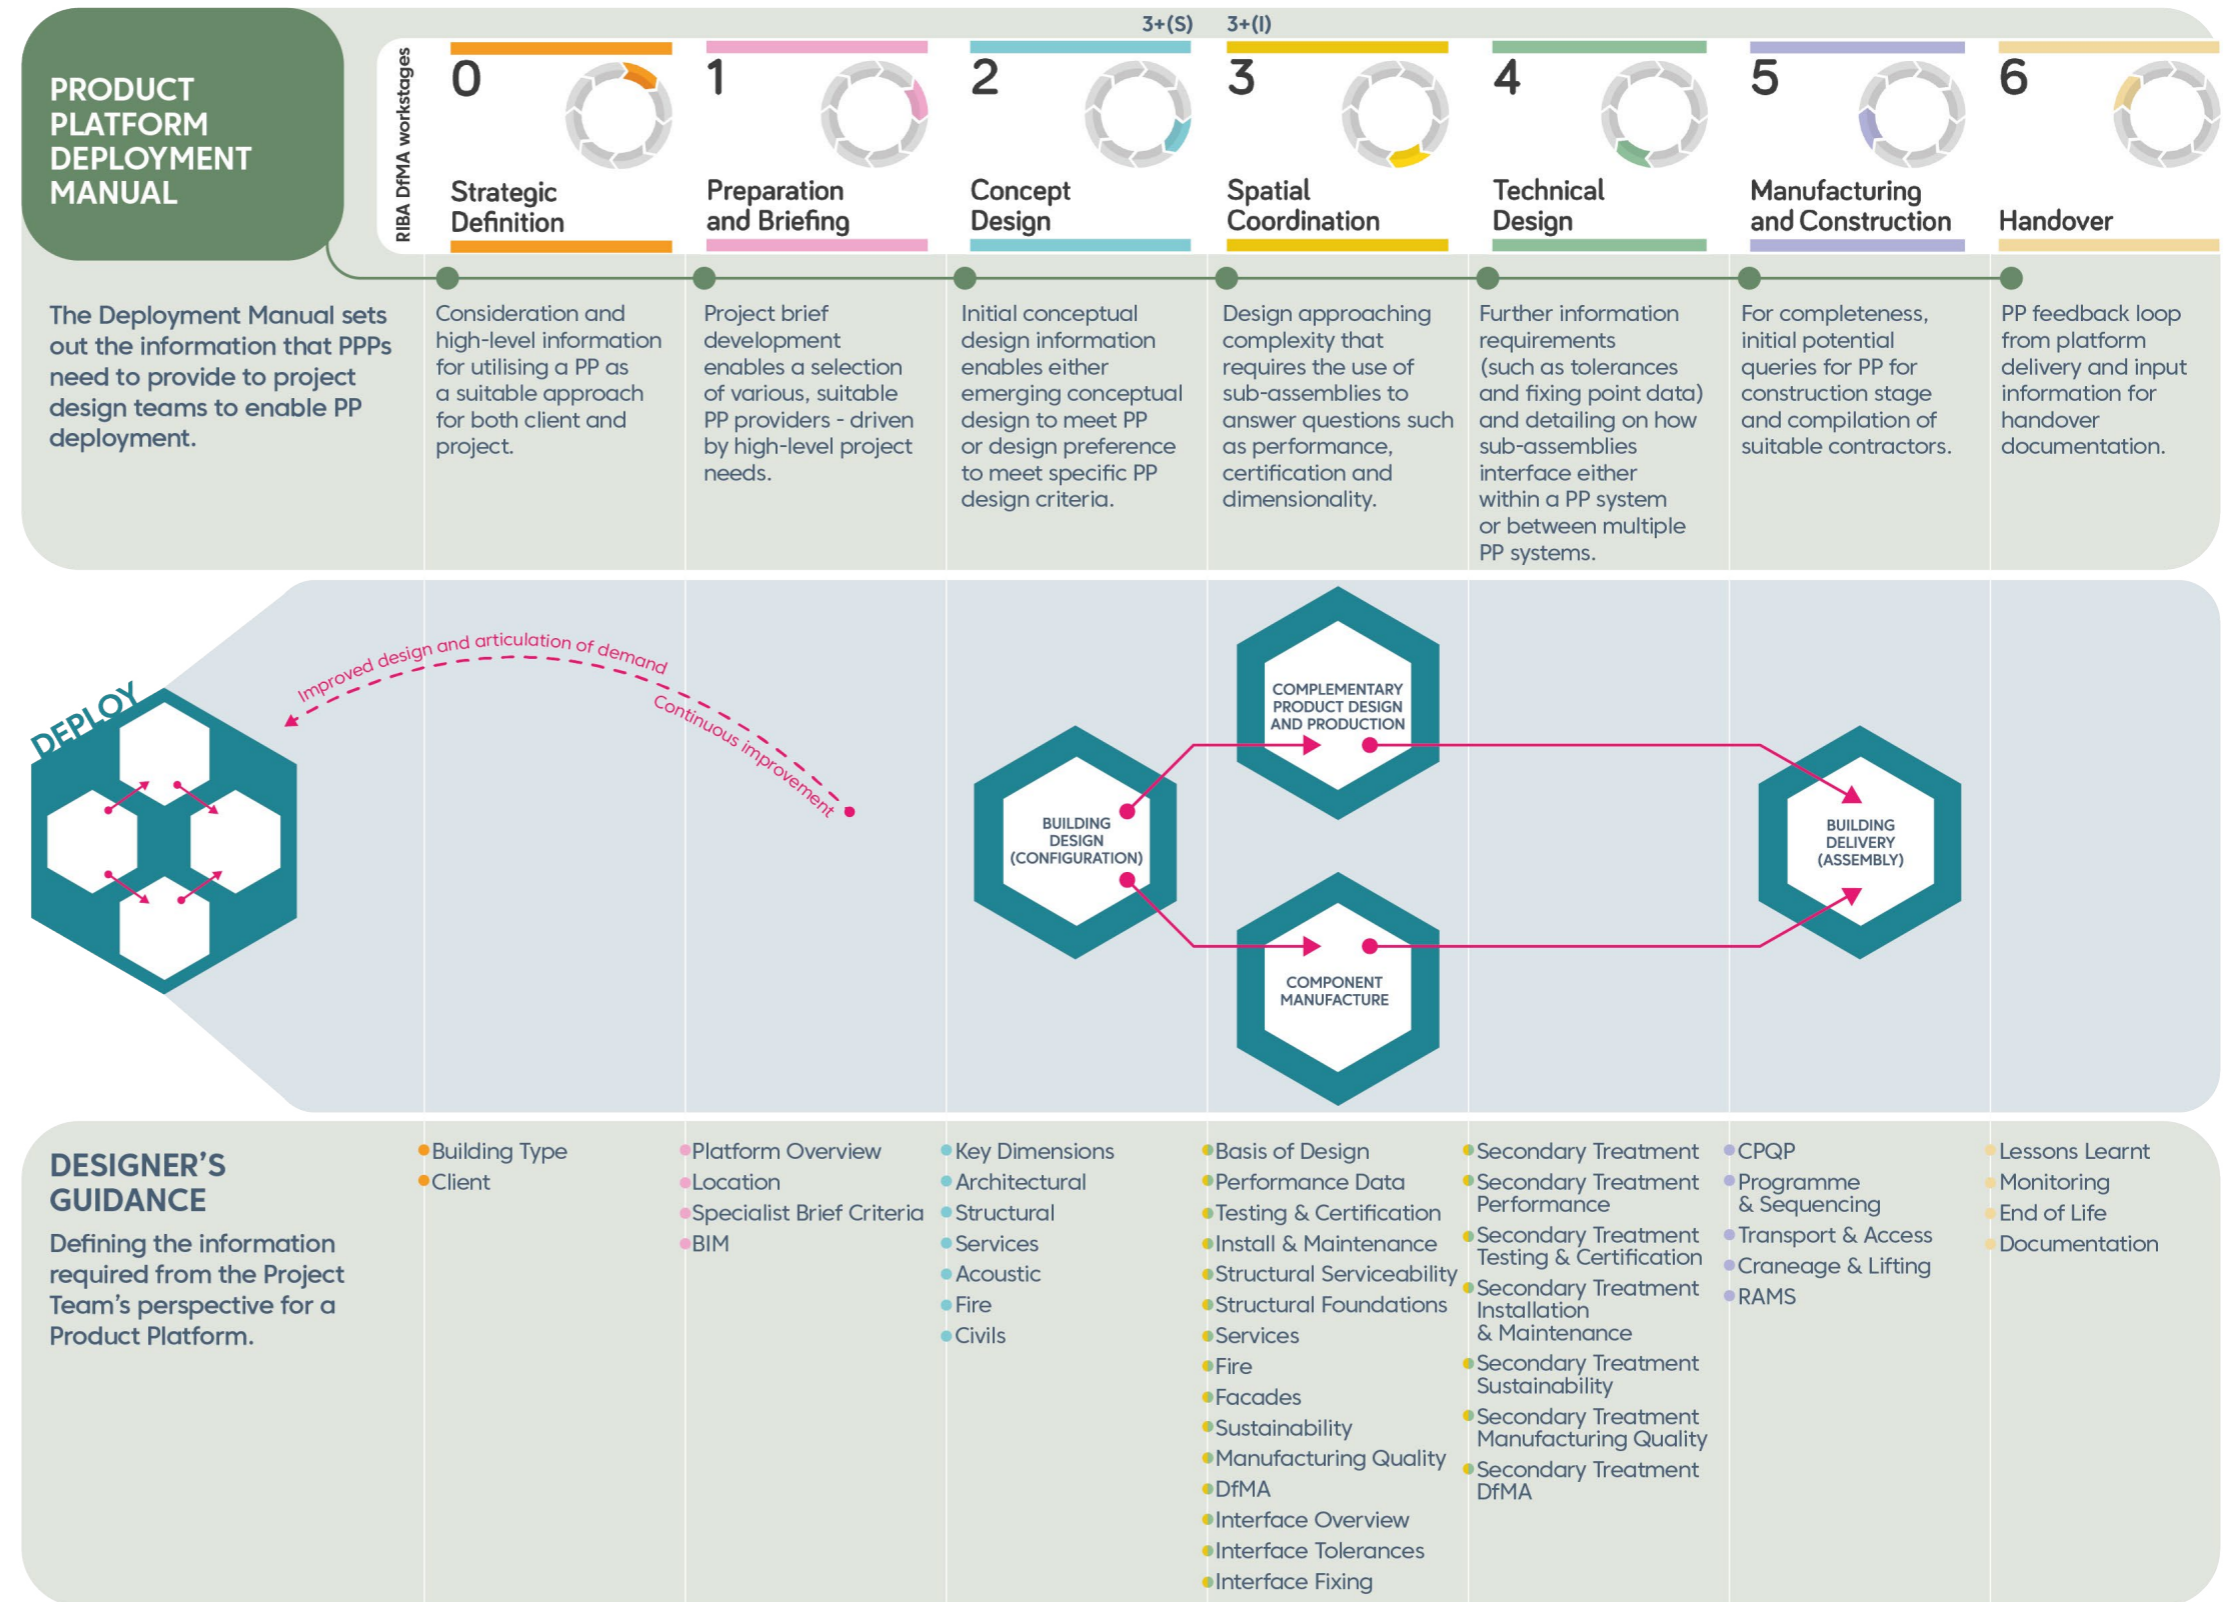 3+(S)
3+(I)
PRODUCT
PLATFORM
DEPLOYMENT
MANUAL
RIBA DfMA workstages
0
Strategic
Definition
1
Preparation
and Briefing
2
Concept
Design
3
Spatial
Coordination
4
Technical
Design
5
Manufacturing
and Construction
6
Handover
The Deployment Manual sets
out the information that PPPs
need to provide to project
design teams to enable PP
deployment.
Consideration and
high-level information
for utilising a PP as
a suitable approach
for both client and
project.
Project brief
development
enables a selection
of various, suitable
PP providers - driven
by high-level project
needs.
Initial conceptual
design information
enables either
emerging conceptual
design to meet PP
or design preference
to meet specific PP
design criteria.
Design approaching
complexity that
requires the use of
sub-assemblies to
answer questions such
as performance,
certification and
dimensionality.
Further information
requirements
(such as tolerances
and fixing point data)
and detailing on how
sub-assemblies
interface either
within a PP system
or between multiple
PP systems.
For completeness,
initial potential
queries for PP for
construction stage
and compilation of
suitable contractors.
PP feedback loop
from platform
delivery and input
information for
handover
documentation.
DEPLOY
Improved design and articulation of demand
Continuous improvement
BUILDING
DESIGN
(CONFIGURATION)
COMPLEMENTARY
PRODUCT DESIGN
AND PRODUCTION
COMPONENT
MANUFACTURE
BUILDING
DELIVERY
(ASSEMBLY)
DESIGNER'S
GUIDANCE
Defining the information
required from the Project
Team's perspective for a
Product Platform.
Building Type
Client
Platform Overview
Location
Specialist Brief Criteria
BIM
Key Dimensions
Architectural
Structural
Services
Acoustic
Fire
Civils
Basis of Design
Performance Data
Testing & Certification
Install & Maintenance
Structural Serviceability
Structural Foundations
Services
Fire
Facades
Sustainability
Manufacturing Quality
DfMA
Interface Overview
Interface Tolerances
Interface Fixing
Secondary Treatment
Secondary Treatment
Performance
Secondary Treatment
Testing & Certification
Secondary Treatment
Installation
& Maintenance
Secondary Treatment
Sustainability
Secondary Treatment
Manufacturing Quality
Secondary Treatment
DfMA
CPQP
Programme
& Sequencing
Transport & Access
Craneage & Lifting
RAMS
Lessons Learnt
Monitoring
End of Life
Documentation